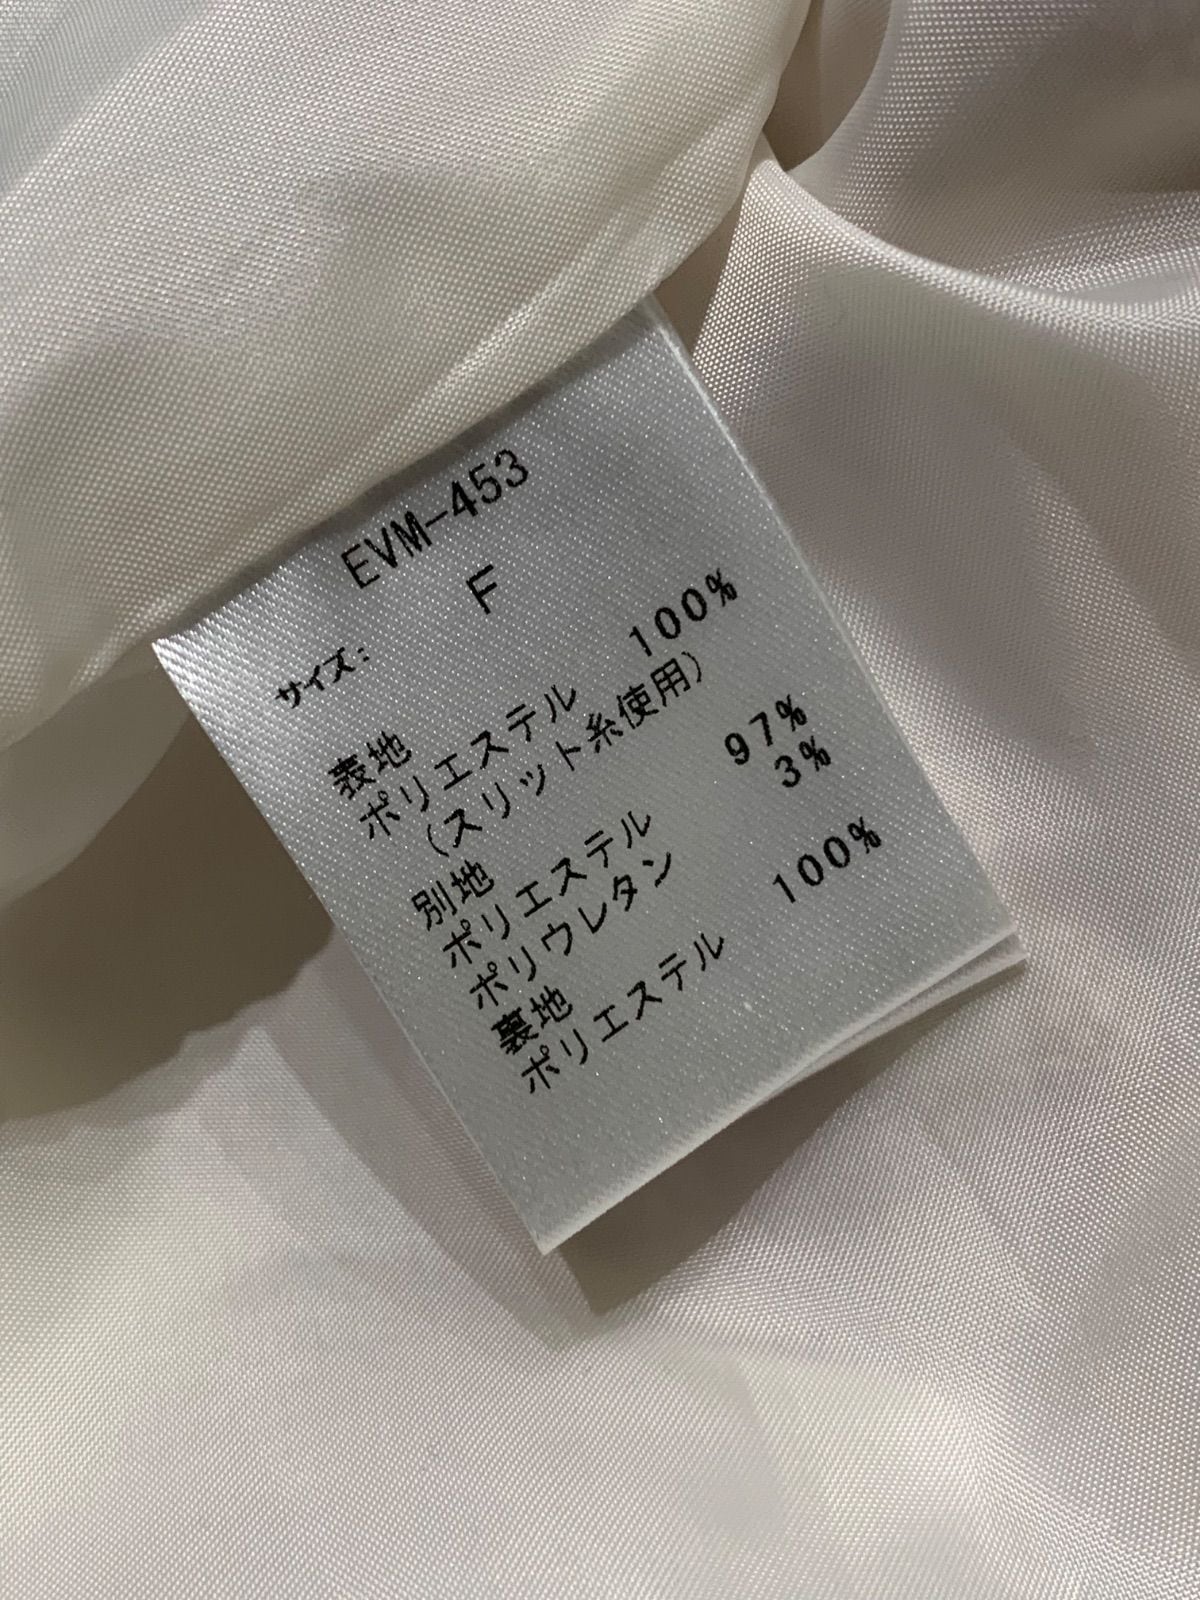 EVM-453
サイズ: F
表地
ポリエステル 100%
(スリット糸使用)
別地
ポリエステル 97%
ポリウレタン 3%
裏地
ポリエステル 100%